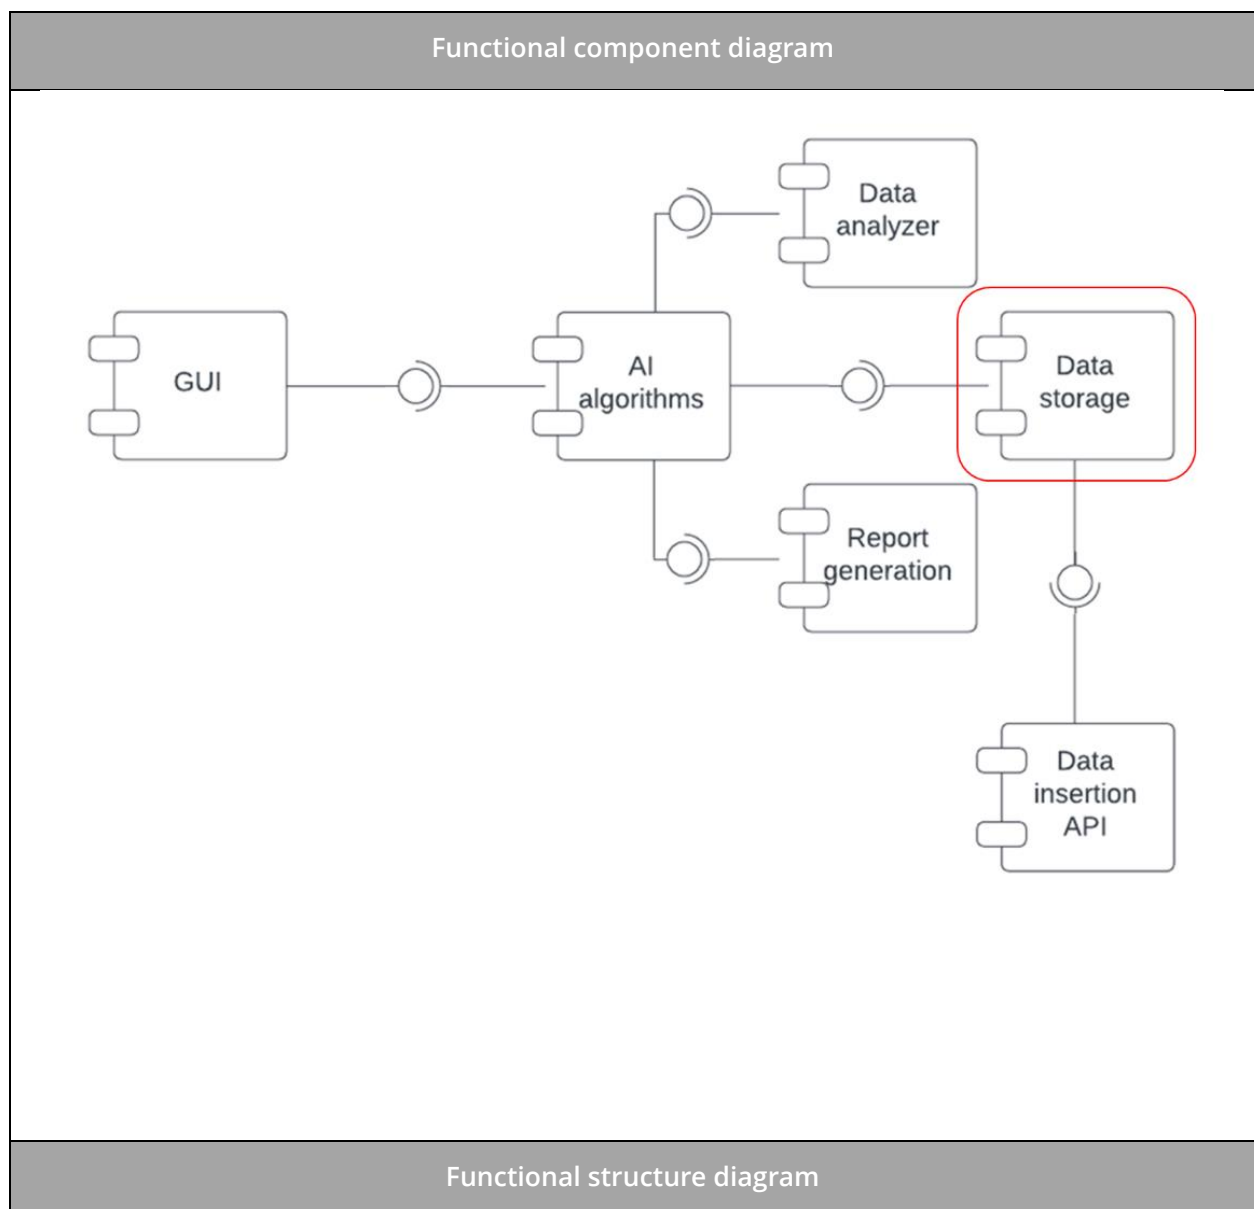 Functional component diagram
Data
analyzer
GUI
AI
algorithms
Data
storage
Report
generation
Data
insertion
API
Functional structure diagram